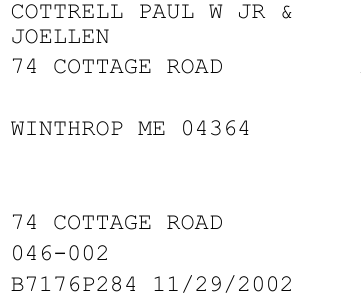 COTTRELL PAUL W JR &
JOELLEN
74 COTTAGE ROAD
WINTHROP ME 04364
74 COTTAGE ROAD
046-002
B7176P284 11/29/2002